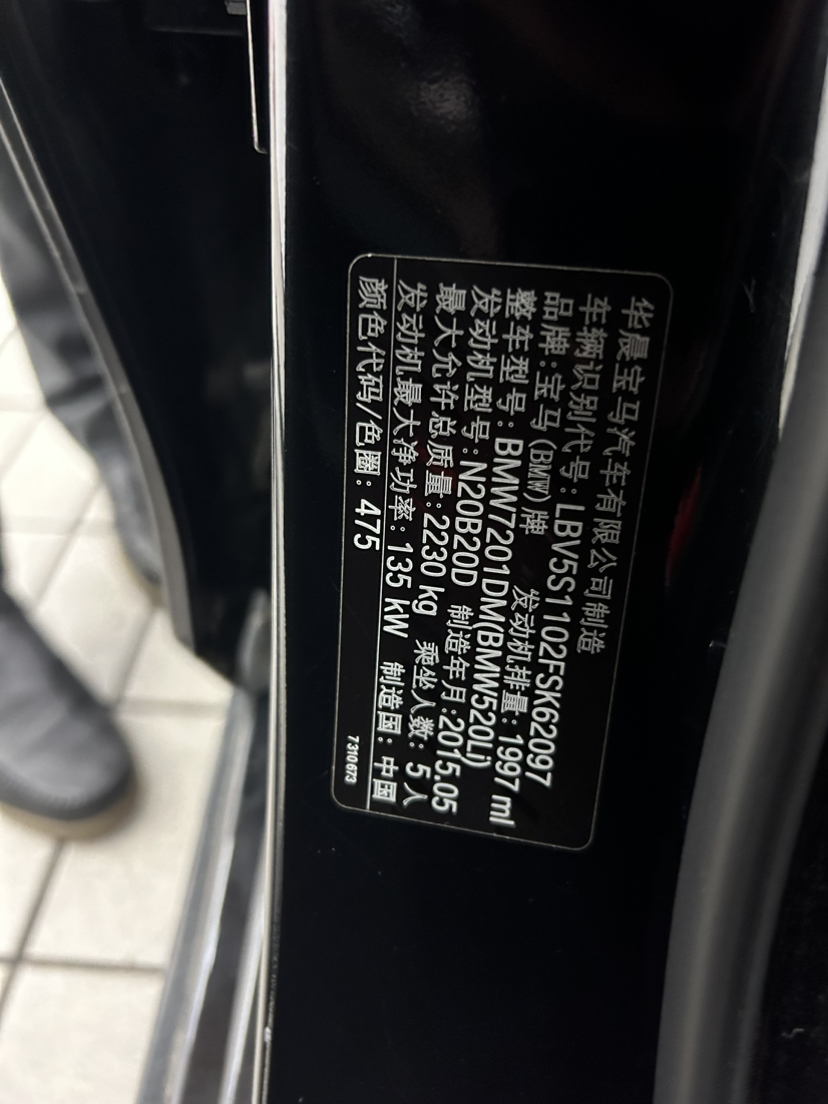 华晨宝马汽车有限公司制造
车辆识别代号:LBV5S1102FSK62097
品牌:宝马(BMW)牌 发动机排量:1997 ml
整车型号:BMW7201DM(BMW520Li)
发动机型号:N20B20D 制造年月:2015.05
最大允许总质量:2230 kg 乘坐人数:5人
发动机最大净功率:135 kW 制造国:中国
颜色代码/色圈:475
7310673